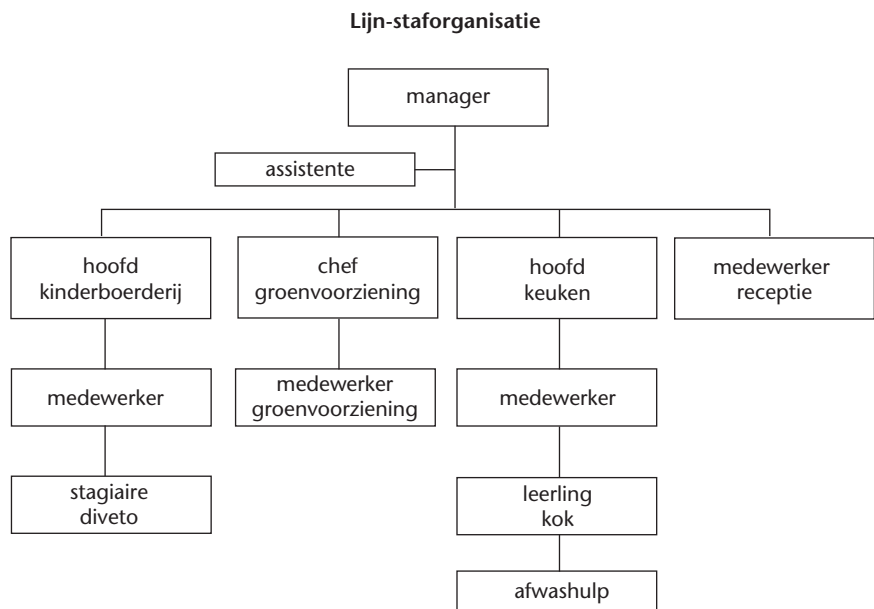 Lijn-staforganisatie
manager
assistente
hoofd
kinderboerderij
chef
groenvoorziening
hoofd
keuken
medewerker
receptie
medewerker
medewerker
groenvoorziening
medewerker
stagiaire
diveto
leerling
kok
afwashulp